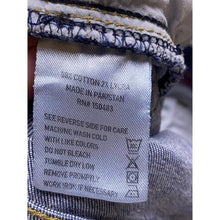 98% COTTON 2% LYCRA
MADE IN PAKISTAN
RN# 158483
SEE REVERSE SIDE FOR CARE
MACHINE WASH COLD
WITH LIKE COLORS
DO NOT BLEACH
TUMBLE DRY LOW
REMOVE PROMPTLY
WORK IRON IF NECESSARY